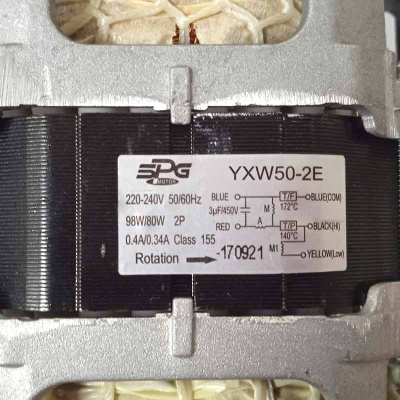 SPG
MOTOR
YXW50-2E
220-240V 50/60Hz
98W/80W 2P
0.4A/0.34A Class 155
Rotation
-170921
BLUE
3μF/450V
RED
M
A
T/F
172°C
T/P
140°C
M1
BLUE(COM)
BLACK(Hi)
YELLOW(Low)